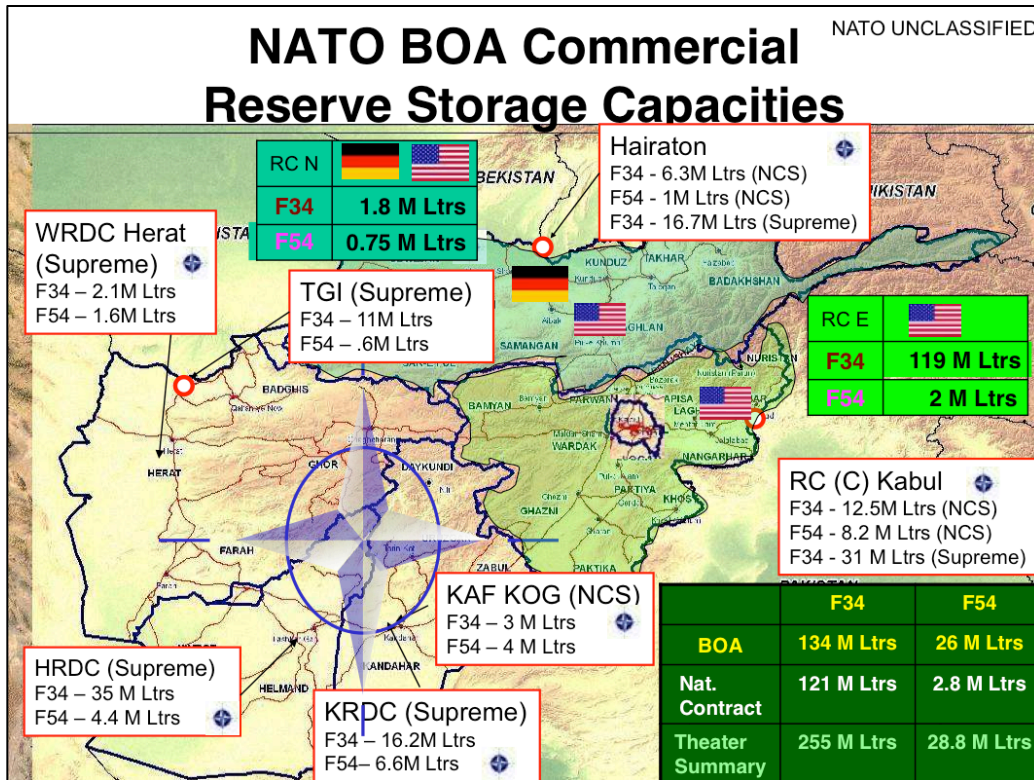 NATO UNCLASSIFIED
NATO BOA Commercial
Reserve Storage Capacities
RC N
F34 1.8 M Ltrs
F54 0.75 M Ltrs
Hairaton
F34 - 6.3M Ltrs (NCS)
F54 - 1M Ltrs (NCS)
F34 - 16.7M Ltrs (Supreme)
WRDC Herat
(Supreme)
F34 – 2.1M Ltrs
F54 – 1.6M Ltrs
TGI (Supreme)
F34 – 11M Ltrs
F54 – .6M Ltrs
RC E
F34 119 M Ltrs
F54 2 M Ltrs
BEKISTAN
KUNDUZ
TAKHAR
BADAKHSHAN
SAMANGAN
NURISTAN
BADGHIS
BAMYAN
WARDAK
NANGARHAR
HERAT
GHOR
DAYKUNDI
GHAZNI
PAKTIYA
FARAH
ZABUL
PAKTIKA
RC (C) Kabul
F34 - 12.5M Ltrs (NCS)
F54 - 8.2 M Ltrs (NCS)
F34 - 31 M Ltrs (Supreme)
KAF KOG (NCS)
F34 – 3 M Ltrs
F54 – 4 M Ltrs
KANDAHAR
HELMAND
HRDC (Supreme)
F34 – 35 M Ltrs
F54 – 4.4 M Ltrs
KRDC (Supreme)
F34 – 16.2M Ltrs
F54– 6.6M Ltrs
F34 F54
BOA 134 M Ltrs 26 M Ltrs
Nat.
Contract 121 M Ltrs 2.8 M Ltrs
Theater
Summary 255 M Ltrs 28.8 M Ltrs